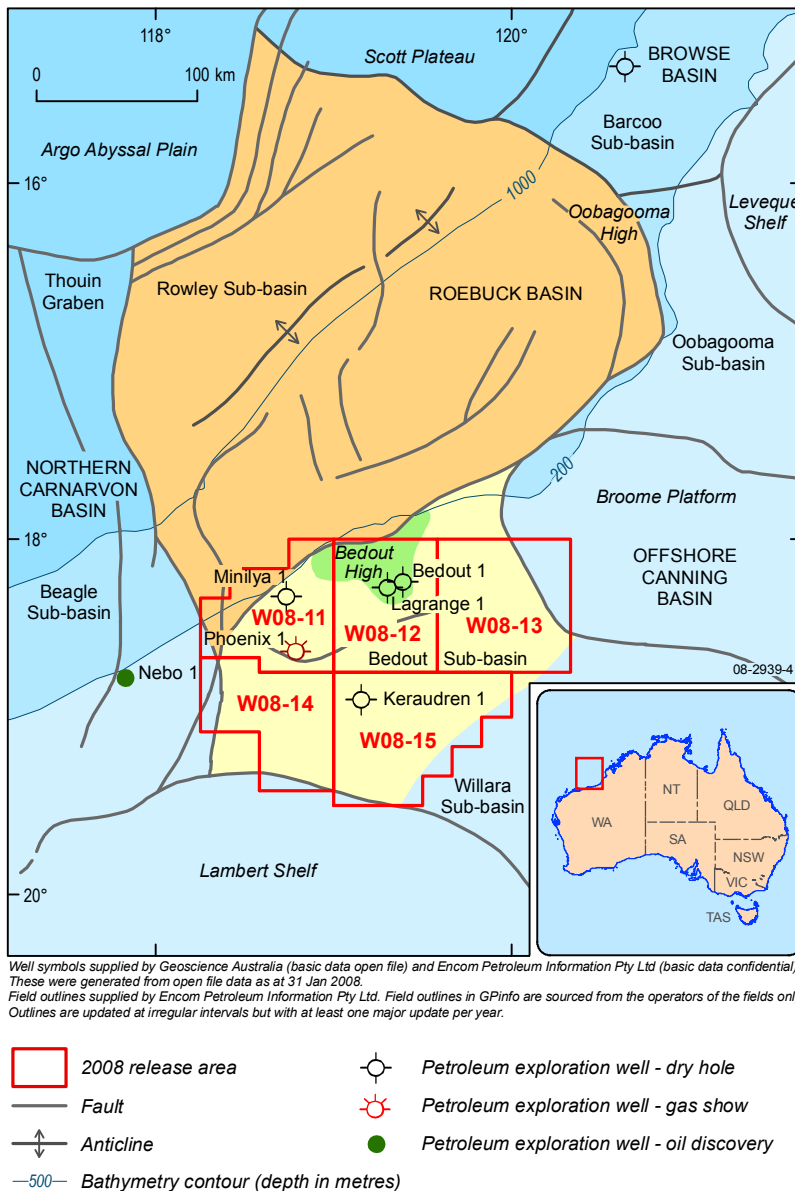 118°
120°
Scott Plateau
BROWSE
BASIN
0
100 km
Barcoo
Sub-basin
Argo Abyssal Plain
16°
1000
Leveque
Shelf
Oobagooma
High
Thouin
Graben
Rowley Sub-basin
ROEBUCK BASIN
Oobagooma
Sub-basin
NORTHERN
CARNARVON
BASIN
200
Broome Platform
18°
Bedout
High
OFFSHORE
CANNING
BASIN
Minilya 1
Bedout 1
Beagle
Sub-basin
Lagrange 1
W08-11
W08-12
W08-13
Phoenix 1
Bedout
Sub-basin
Nebo 1
08-2939-4
W08-14
Keraudren 1
W08-15
Willara
Sub-basin
Lambert Shelf
20°
NT
QLD
WA
SA
NSW
VIC
TAS
Well symbols supplied by Geoscience Australia (basic data open file) and Encom Petroleum Information Pty Ltd (basic data confidential)
These were generated from open file data as at 31 Jan 2008.
Field outlines supplied by Encom Petroleum Information Pty Ltd. Field outlines in GPinfo are sourced from the operators of the fields onl
Outlines are updated at irregular intervals but with at least one major update per year.
2008 release area
Petroleum exploration well - dry hole
Fault
Petroleum exploration well - gas show
Anticline
Petroleum exploration well - oil discovery
500
Bathymetry contour (depth in metres)